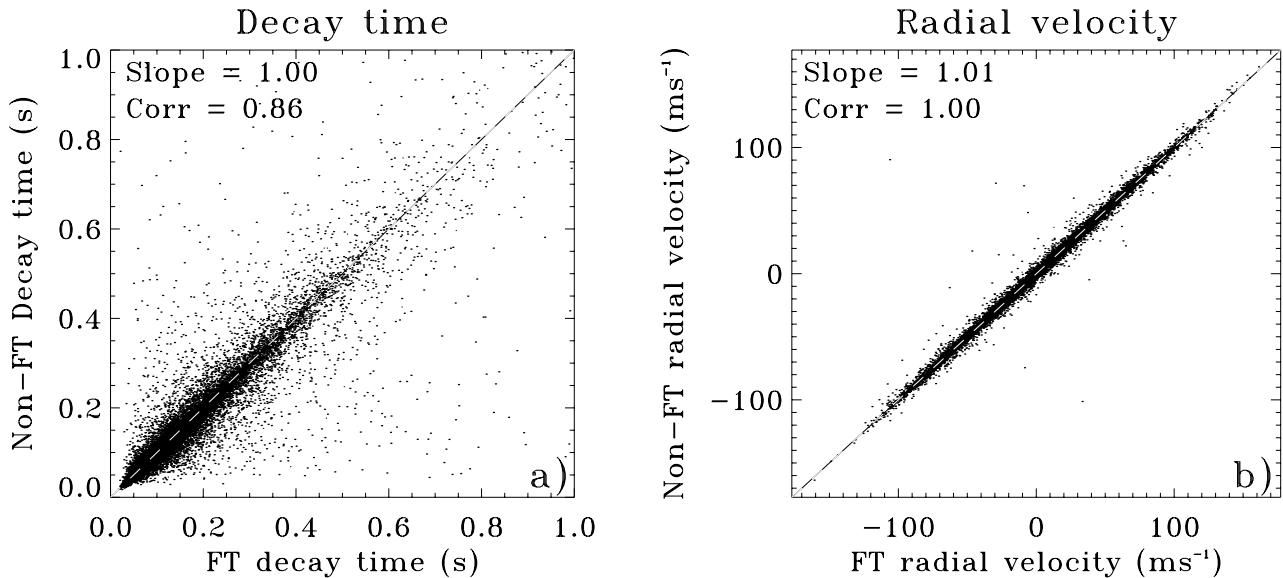 Decay time
Slope = 1.00
Corr = 0.86
Non−FT Decay time (s)
1.0
0.8
0.6
0.4
0.2
0.0
a)
0.0 0.2 0.4 0.6 0.8 1.0
FT decay time (s)
Radial velocity
Slope = 1.01
Corr = 1.00
Non−FT radial velocity (ms⁻¹)
100
0
−100
b)
−100 0 100
FT radial velocity (ms⁻¹)